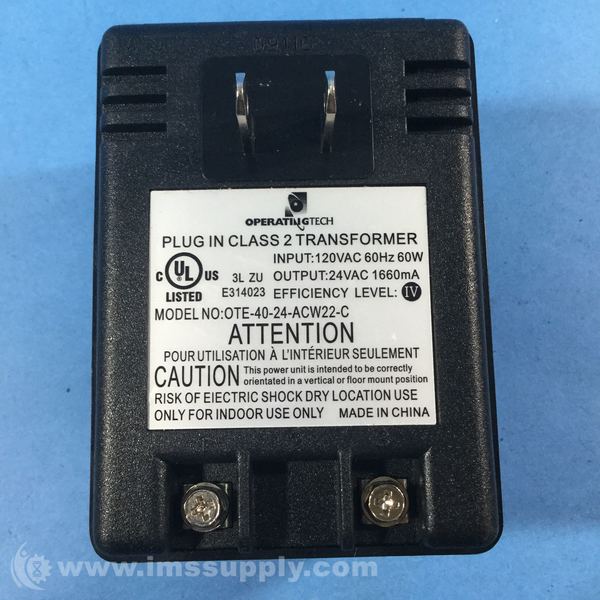 OPERATINGTECH
PLUG IN CLASS 2 TRANSFORMER
INPUT:120VAC 60Hz 60W
C UL US 3L ZU OUTPUT:24VAC 1660mA
LISTED E314023 EFFICIENCY LEVEL: IV
MODEL NO:OTE-40-24-ACW22-C
ATTENTION
POUR UTILISATION À L'INTÉRIEUR SEULEMENT
CAUTION This power unit is intended to be correctly
orientated in a vertical or floor mount position
RISK OF ELECTRIC SHOCK DRY LOCATION USE
ONLY FOR INDOOR USE ONLY MADE IN CHINA
© www.imssupply.com/